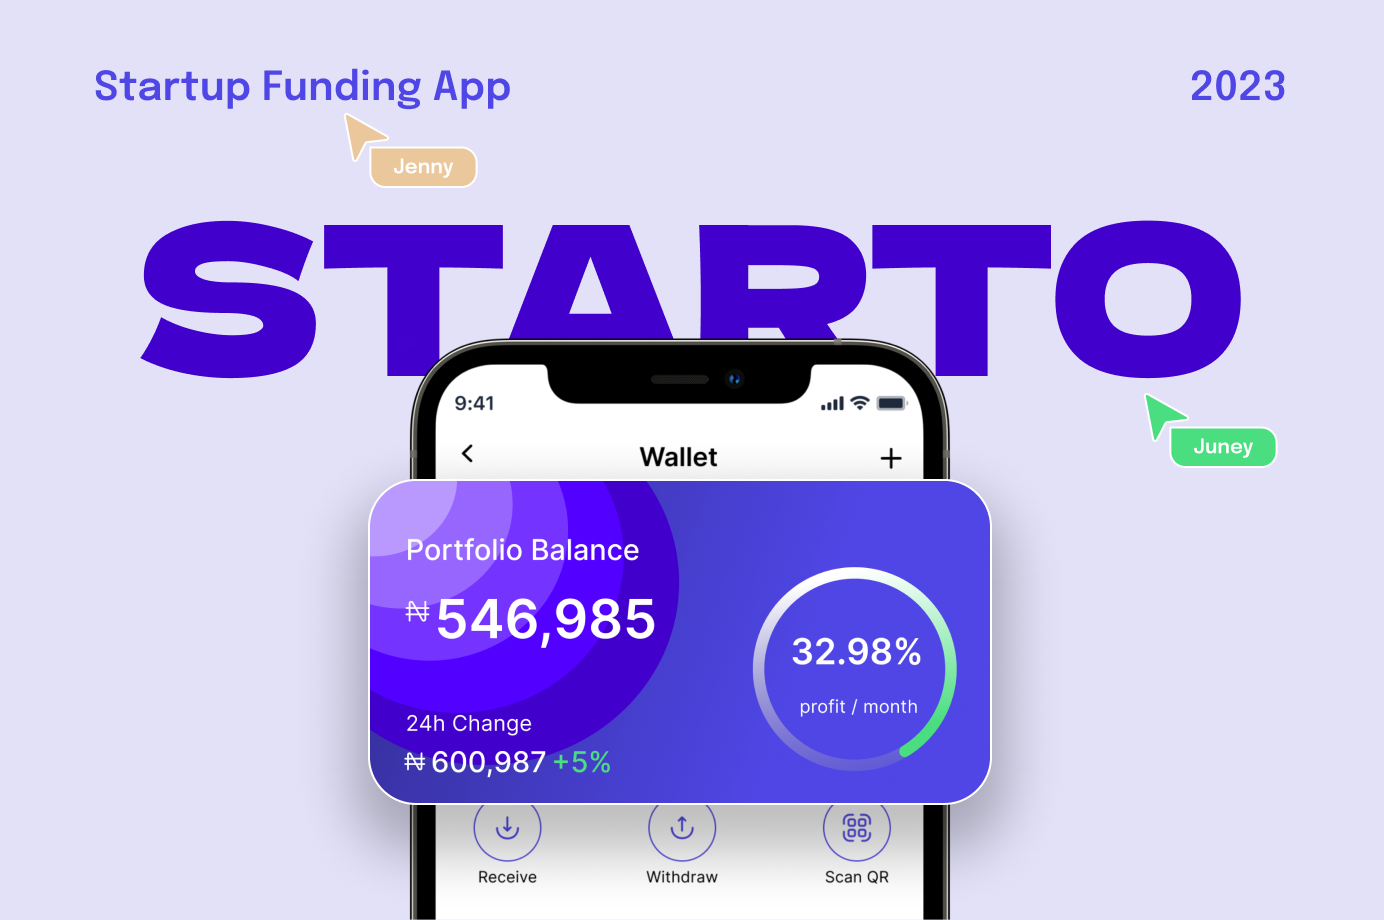 Startup Funding App
2023
Jenny
STARTO
9:41
Juney
Wallet
Portfolio Balance
₦546,985
32.98%
profit / month
24h Change
₦600,987 +5%
Receive
Withdraw
Scan QR